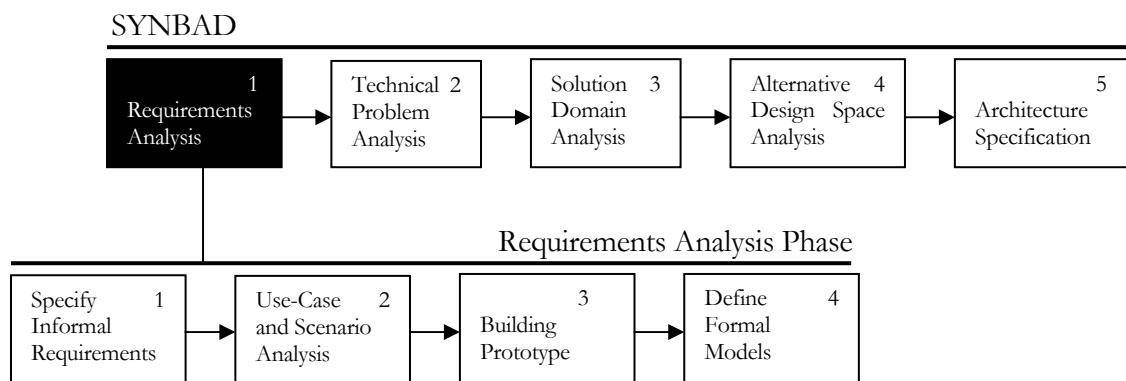 SYNBAD
1
Requirements
Analysis
Technical 2
Problem
Analysis
Solution 3
Domain
Analysis
Alternative 4
Design Space
Analysis
5
Architecture
Specification
Requirements Analysis Phase
Specify 1
Informal
Requirements
Use-Case 2
and Scenario
Analysis
3
Building
Prototype
Define 4
Formal
Models